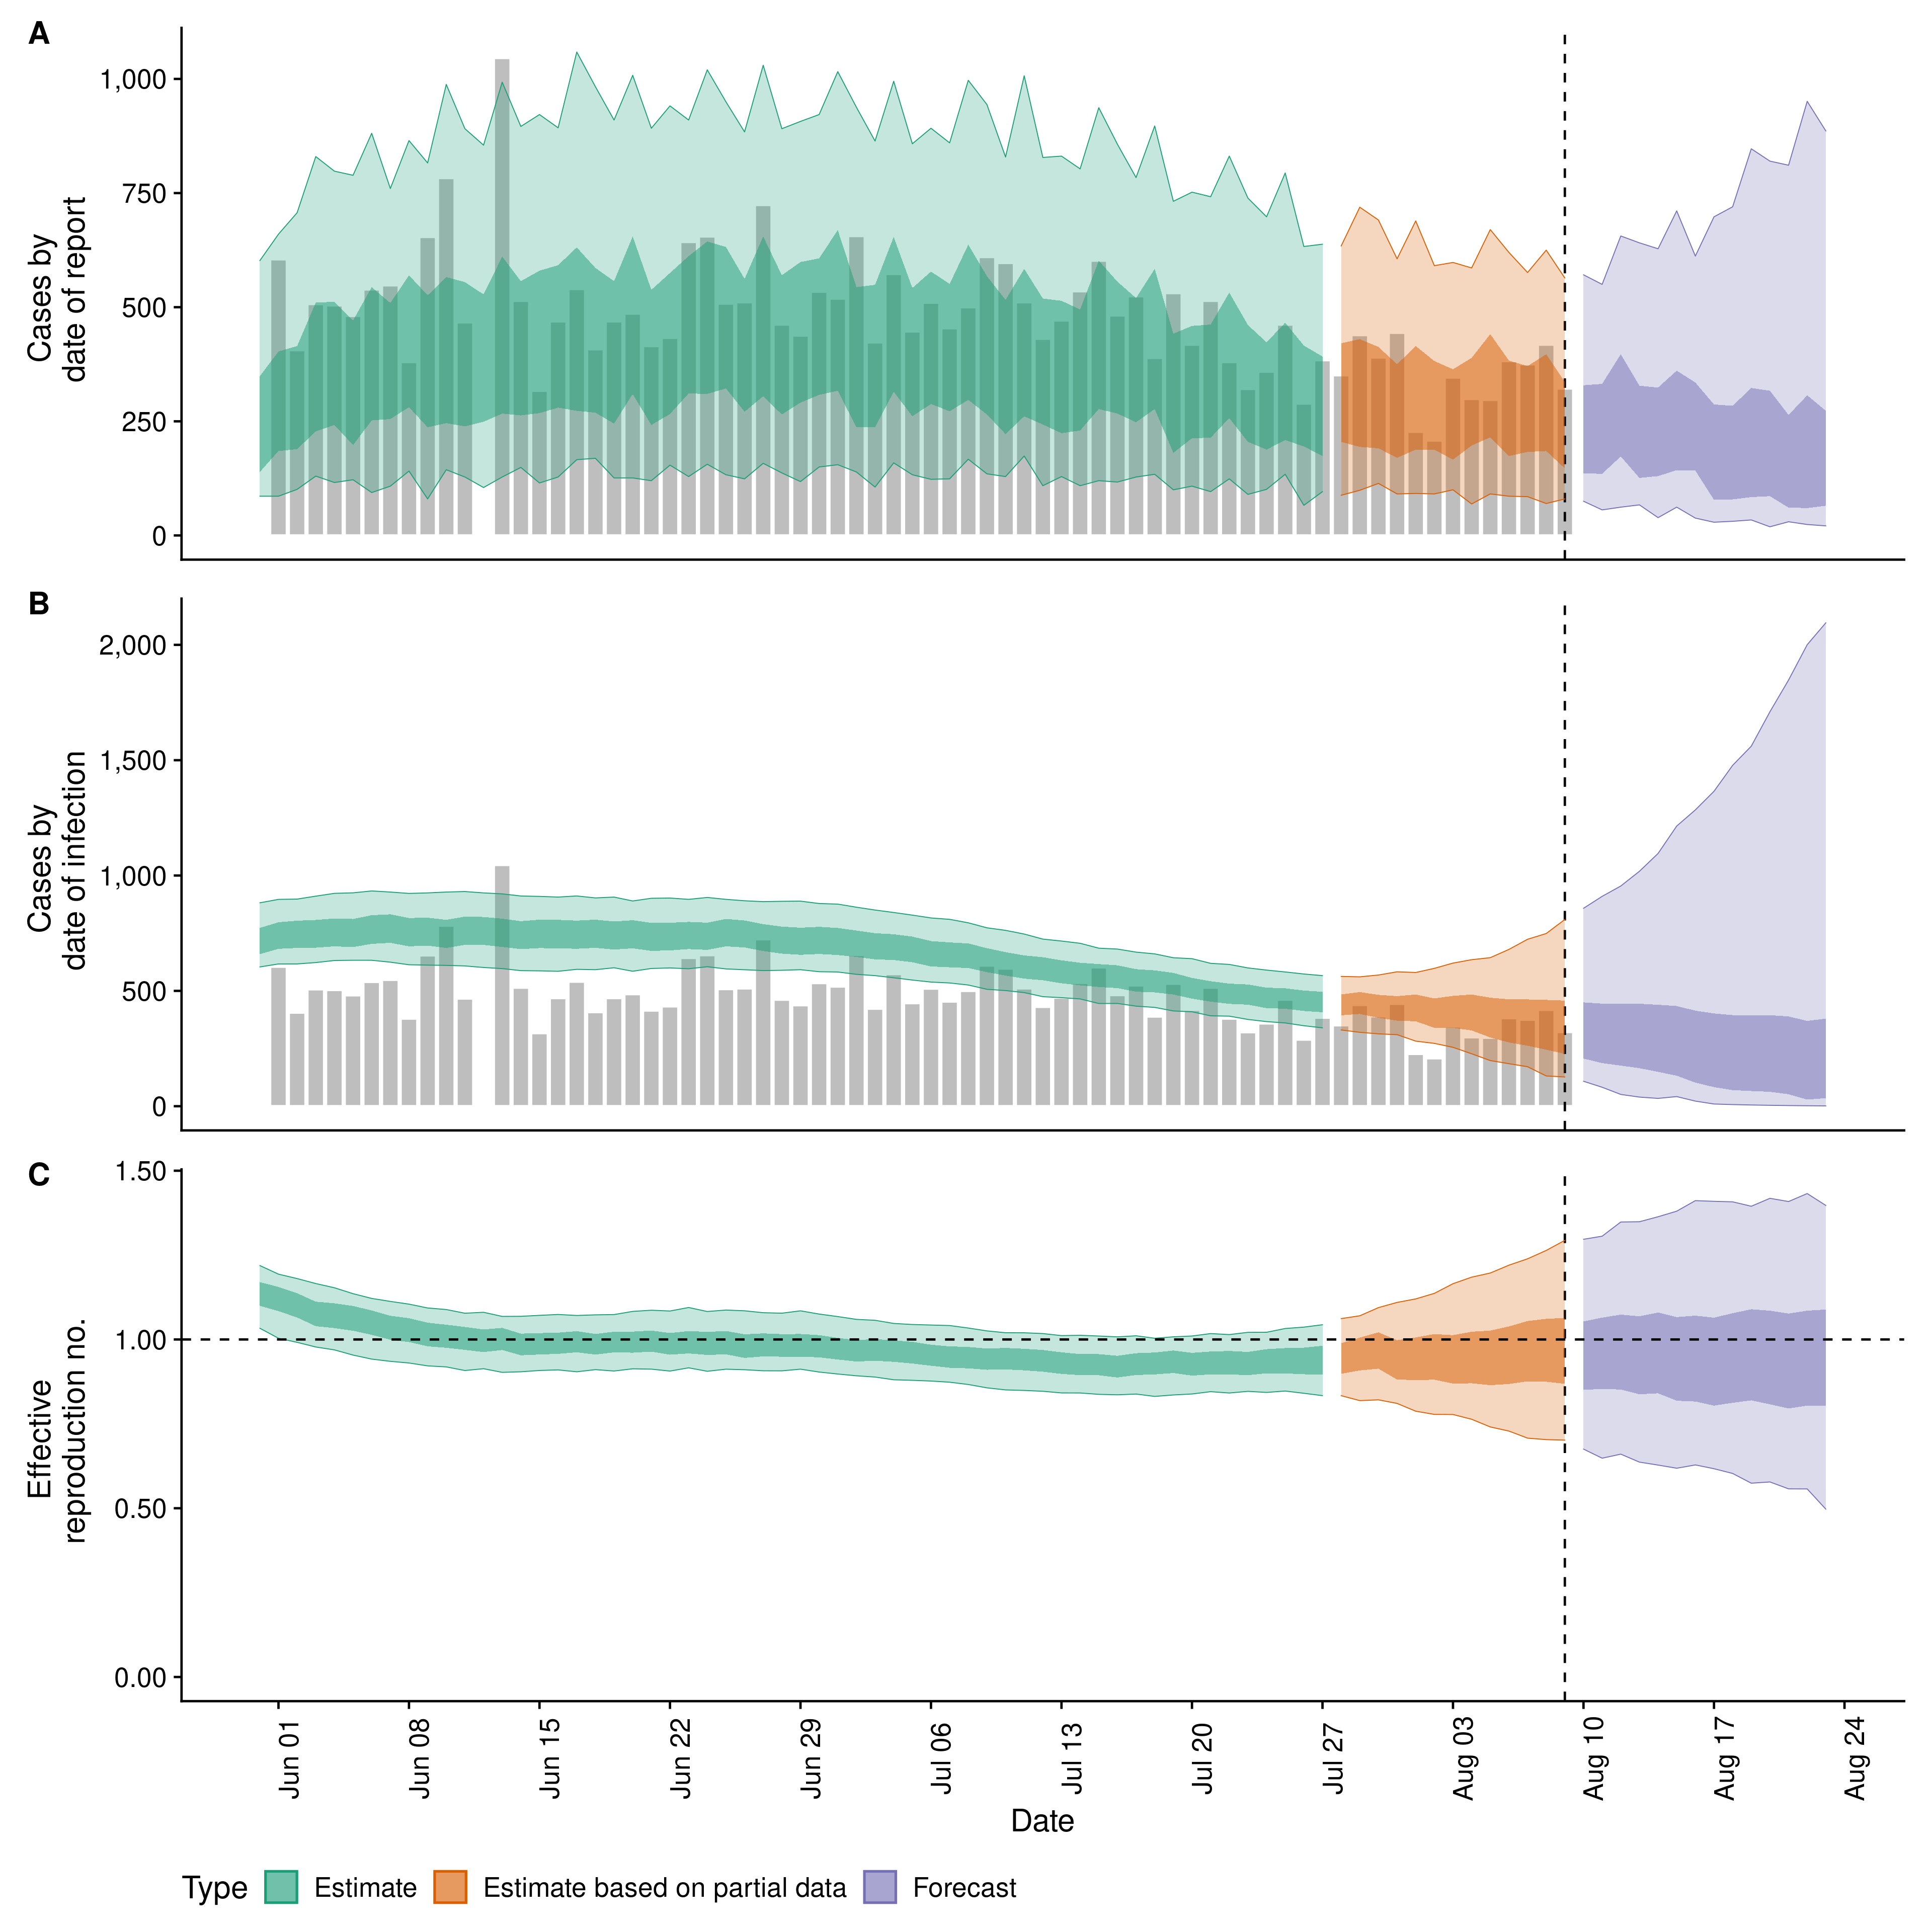 A
Cases by
date of report
1,000
750
500
250
0
B
Cases by
date of infection
2,000
1,500
1,000
500
0
C
Effective
reproduction no.
1.50
1.00
0.50
0.00
Jun 01
Jun 08
Jun 15
Jun 22
Jun 29
Jul 06
Jul 13
Jul 20
Jul 27
Aug 03
Aug 10
Aug 17
Aug 24
Date
Type Estimate Estimate based on partial data Forecast